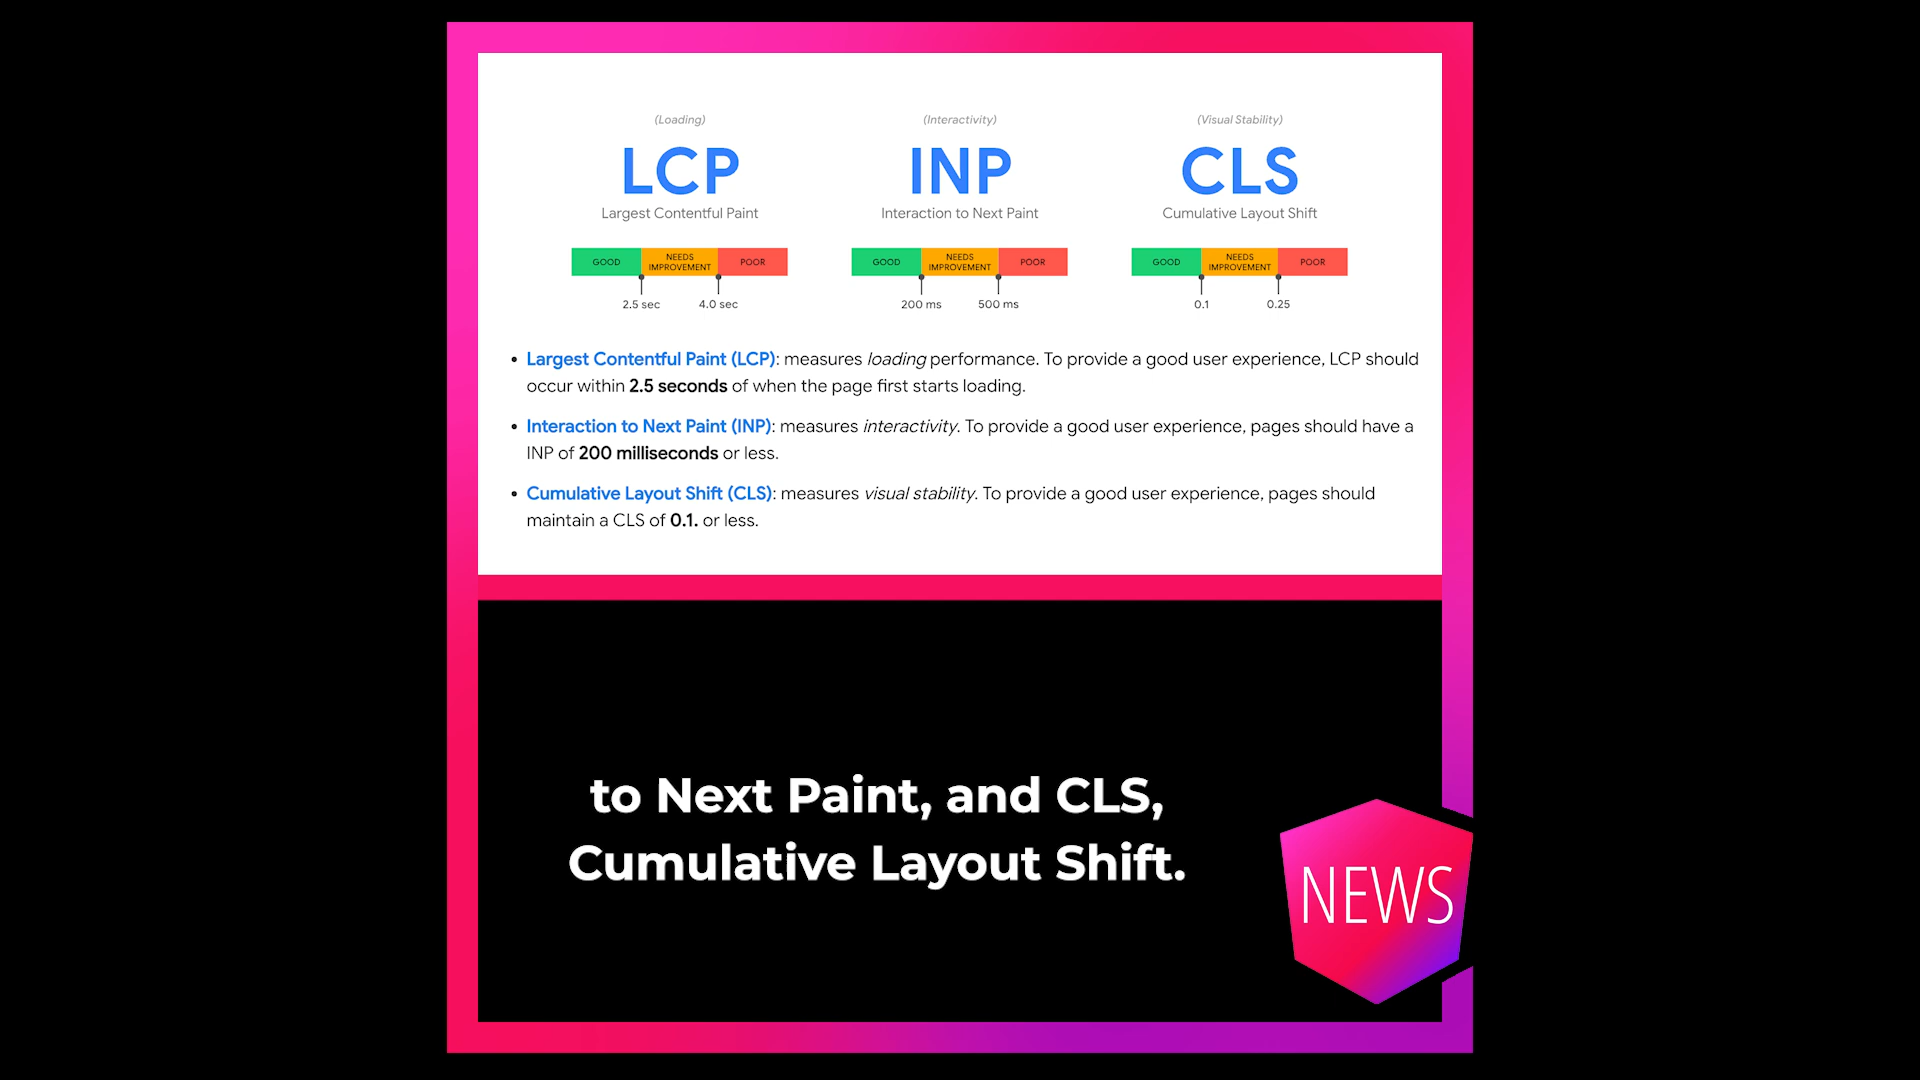 (Loading)
LCP
Largest Contentful Paint
GOOD
NEEDS
IMPROVEMENT
POOR
2.5 sec
4.0 sec
(Interactivity)
INP
Interaction to Next Paint
GOOD
NEEDS
IMPROVEMENT
POOR
200 ms
500 ms
(Visual Stability)
CLS
Cumulative Layout Shift
GOOD
NEEDS
IMPROVEMENT
POOR
0.1
0.25
• Largest Contentful Paint (LCP): measures loading performance. To provide a good user experience, LCP should
occur within 2.5 seconds of when the page first starts loading.
• Interaction to Next Paint (INP): measures interactivity. To provide a good user experience, pages should have a
INP of 200 milliseconds or less.
• Cumulative Layout Shift (CLS): measures visual stability. To provide a good user experience, pages should
maintain a CLS of 0.1. or less.
to Next Paint, and CLS,
Cumulative Layout Shift.
NEWS